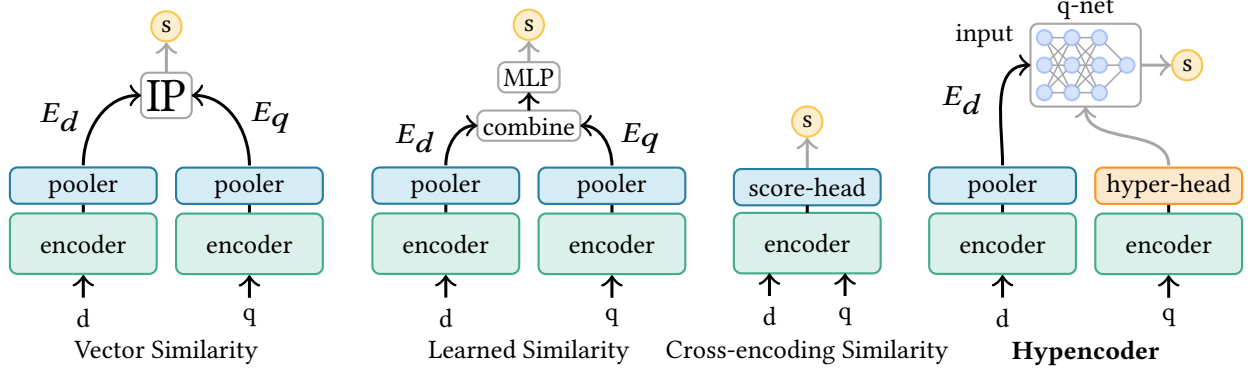 s
IP
E_d
E_q
pooler
pooler
encoder
encoder
d
q
Vector Similarity
s
MLP
combine
E_d
E_q
pooler
pooler
encoder
encoder
d
q
Learned Similarity
s
score-head
encoder
d
q
Cross-encoding Similarity
q-net
input
s
E_d
pooler
hyper-head
encoder
encoder
d
q
Hypencoder